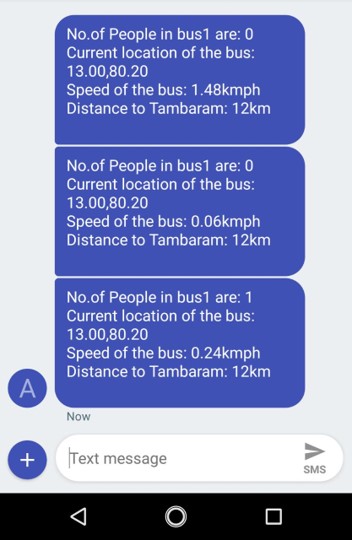 No.of People in bus1 are: 0
Current location of the bus:
13.00,80.20
Speed of the bus: 1.48kmph
Distance to Tambaram: 12km
No.of People in bus1 are: 0
Current location of the bus:
13.00,80.20
Speed of the bus: 0.06kmph
Distance to Tambaram: 12km
No.of People in bus1 are: 1
Current location of the bus:
13.00,80.20
Speed of the bus: 0.24kmph
Distance to Tambaram: 12km
A
Now
Text message
SMS